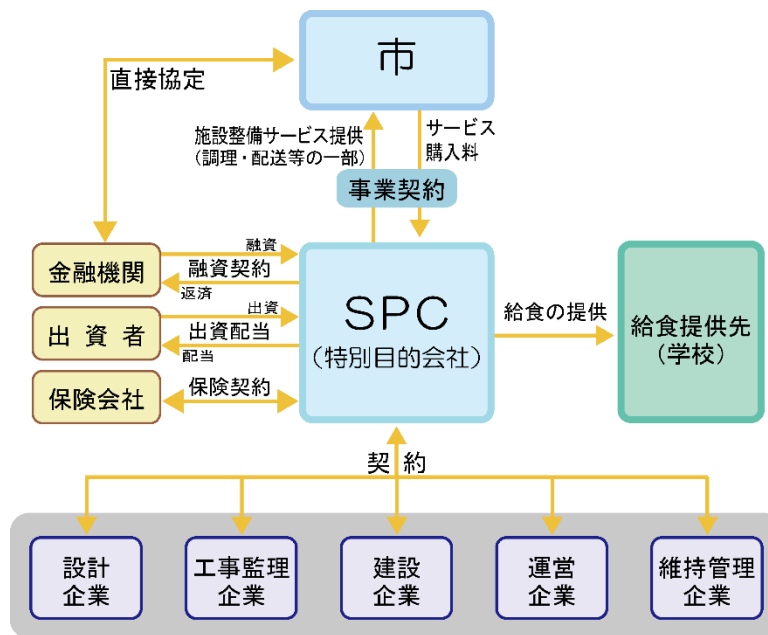 市
直接協定
施設整備サービス提供
(調理・配送等の一部)
サービス
購入料
事業契約
金融機関
融資
融資契約
返済
出資者
出資
出資配当
配当
保険会社
保険契約
SPC
(特別目的会社)
給食の提供
給食提供先
(学校)
契約
設計
企業
工事監理
企業
建設
企業
運営
企業
維持管理
企業